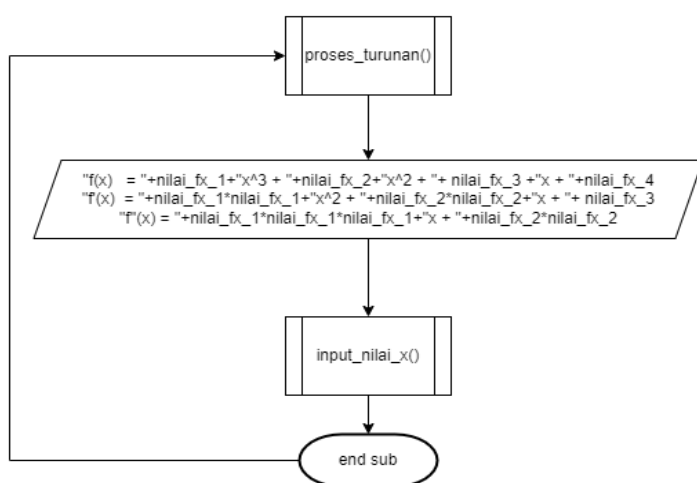 proses_turunan()
"f(x) = "+nilai_fx_1+"x^3 + "+nilai_fx_2+"x^2 + "+ nilai_fx_3 +"x + "+nilai_fx_4
"f'(x) = "+nilai_fx_1*nilai_fx_1+"x^2 + "+nilai_fx_2*nilai_fx_2+"x + "+ nilai_fx_3
"f"(x) = "+nilai_fx_1*nilai_fx_1*nilai_fx_1+"x + "+nilai_fx_2*nilai_fx_2
input_nilai_x()
end sub